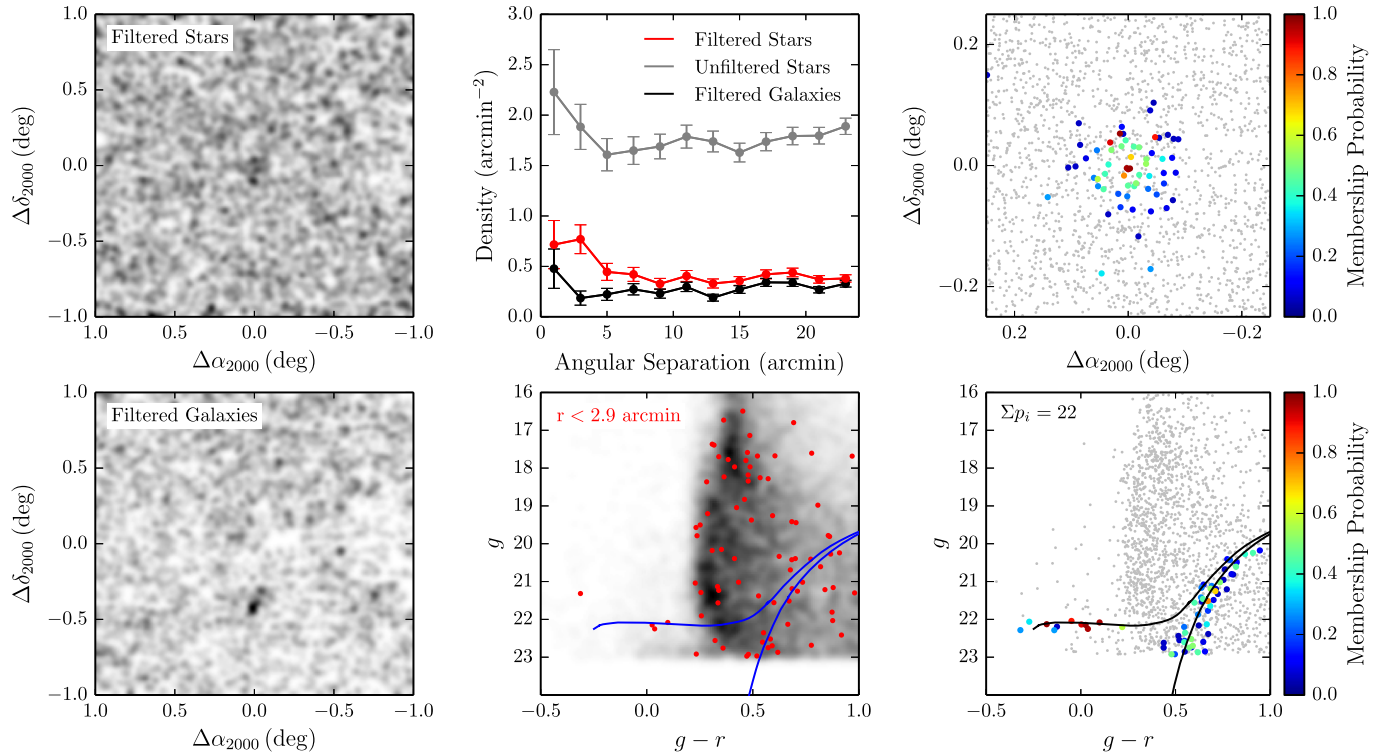 Filtered Stars
1.0
0.5
0.0
−0.5
−1.0
Δδ2000 (deg)
1.0 0.5 0.0 −0.5 −1.0
Δα2000 (deg)
Filtered Stars
Unfiltered Stars
Filtered Galaxies
3.0
2.5
2.0
1.5
1.0
0.5
0.0
Density (arcmin−2)
0 5 10 15 20
Angular Separation (arcmin)
0.2
0.0
−0.2
Δδ2000 (deg)
0.2 0.0 −0.2
Δα2000 (deg)
1.0
0.8
0.6
0.4
0.2
0.0
Membership Probability
Filtered Galaxies
1.0
0.5
0.0
−0.5
−1.0
Δδ2000 (deg)
1.0 0.5 0.0 −0.5 −1.0
Δα2000 (deg)
r < 2.9 arcmin
16
17
18
19
20
21
22
23
g
−0.5 0.0 0.5 1.0
g − r
Σpi = 22
16
17
18
19
20
21
22
23
g
−0.5 0.0 0.5 1.0
g − r
1.0
0.8
0.6
0.4
0.2
0.0
Membership Probability